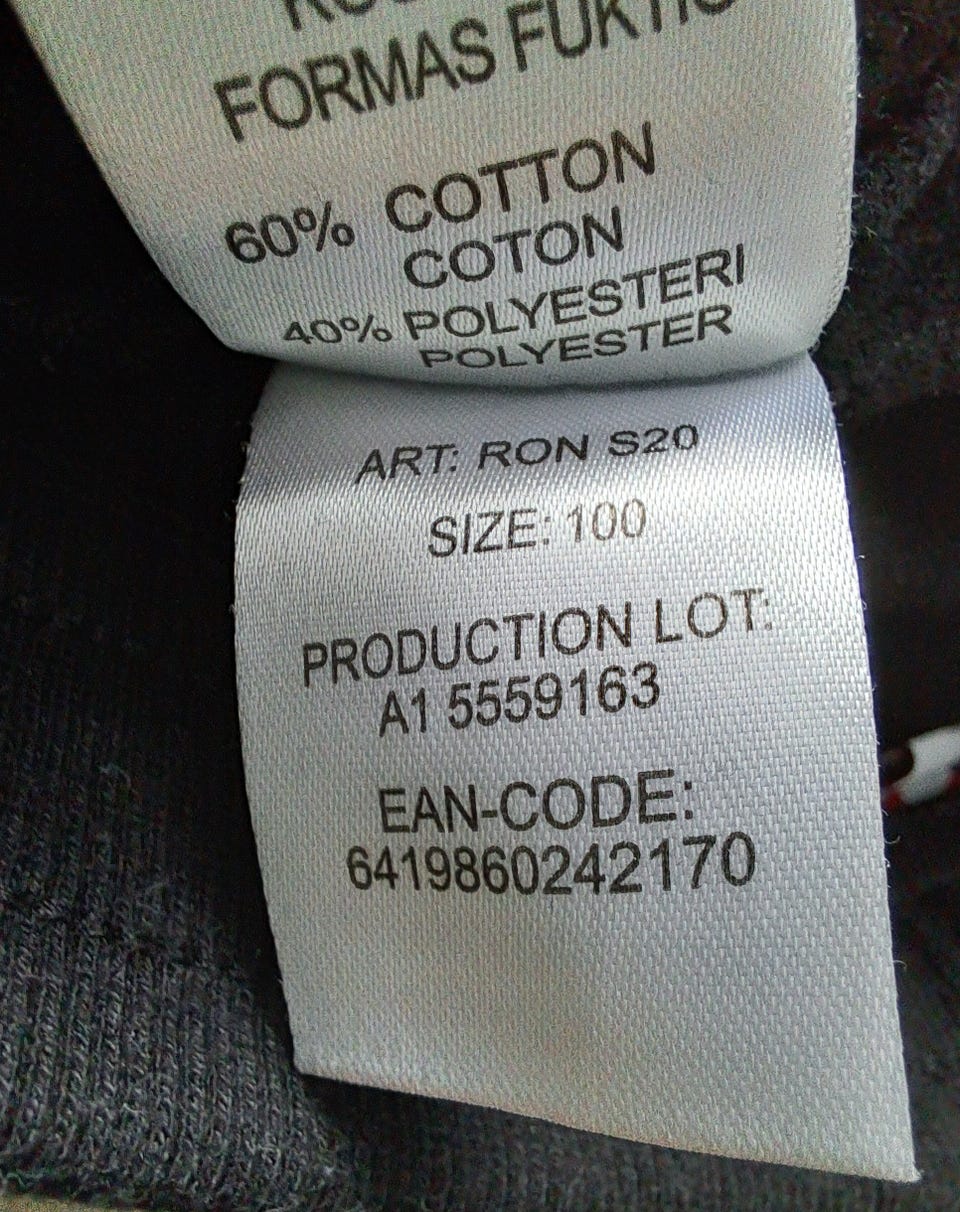 FORMAS FUKTIG
60% COTTON
COTON
40% POLYESTERI
POLYESTER
ART: RON S20
SIZE: 100
PRODUCTION LOT:
A1 5559163
EAN-CODE:
6419860242170